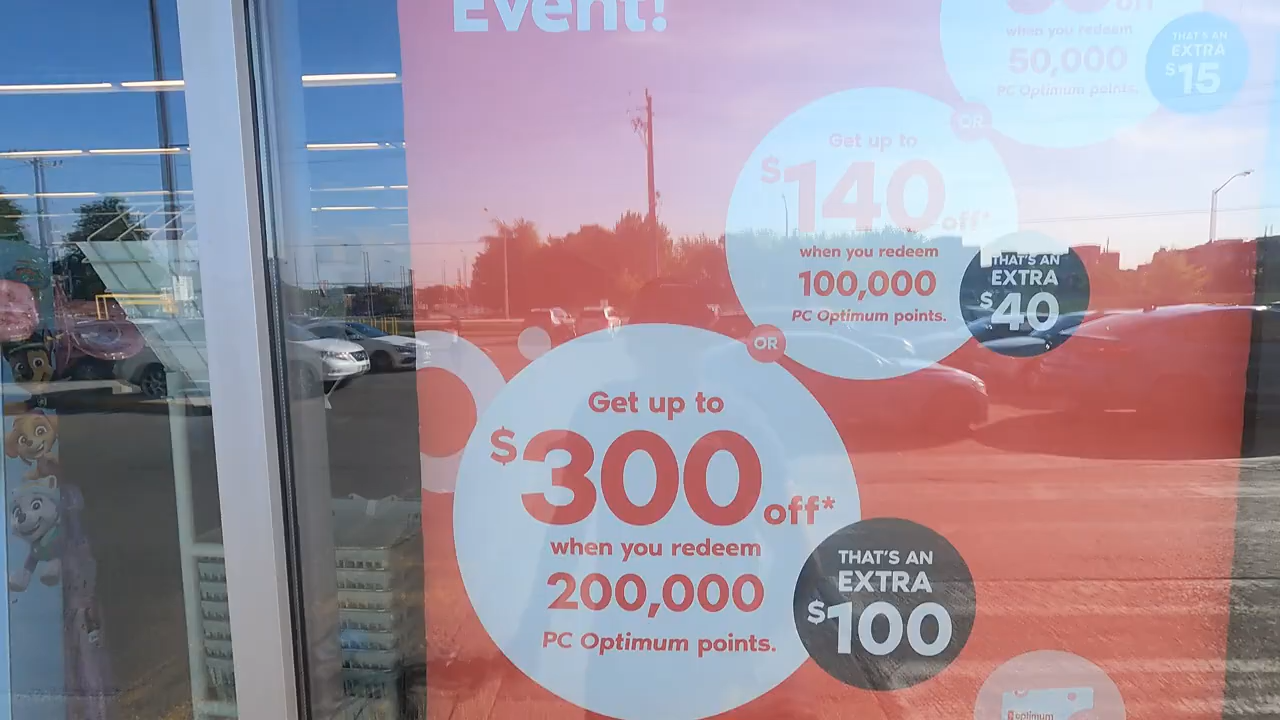 Event!
off
when you redeem
50,000
PC Optimum points.
THAT'S AN
EXTRA
$15
OR
Get up to
$140 off*
when you redeem
100,000
PC Optimum points.
THAT'S AN
EXTRA
$40
OR
Get up to
$300 off*
when you redeem
200,000
PC Optimum points.
THAT'S AN
EXTRA
$100
optimum